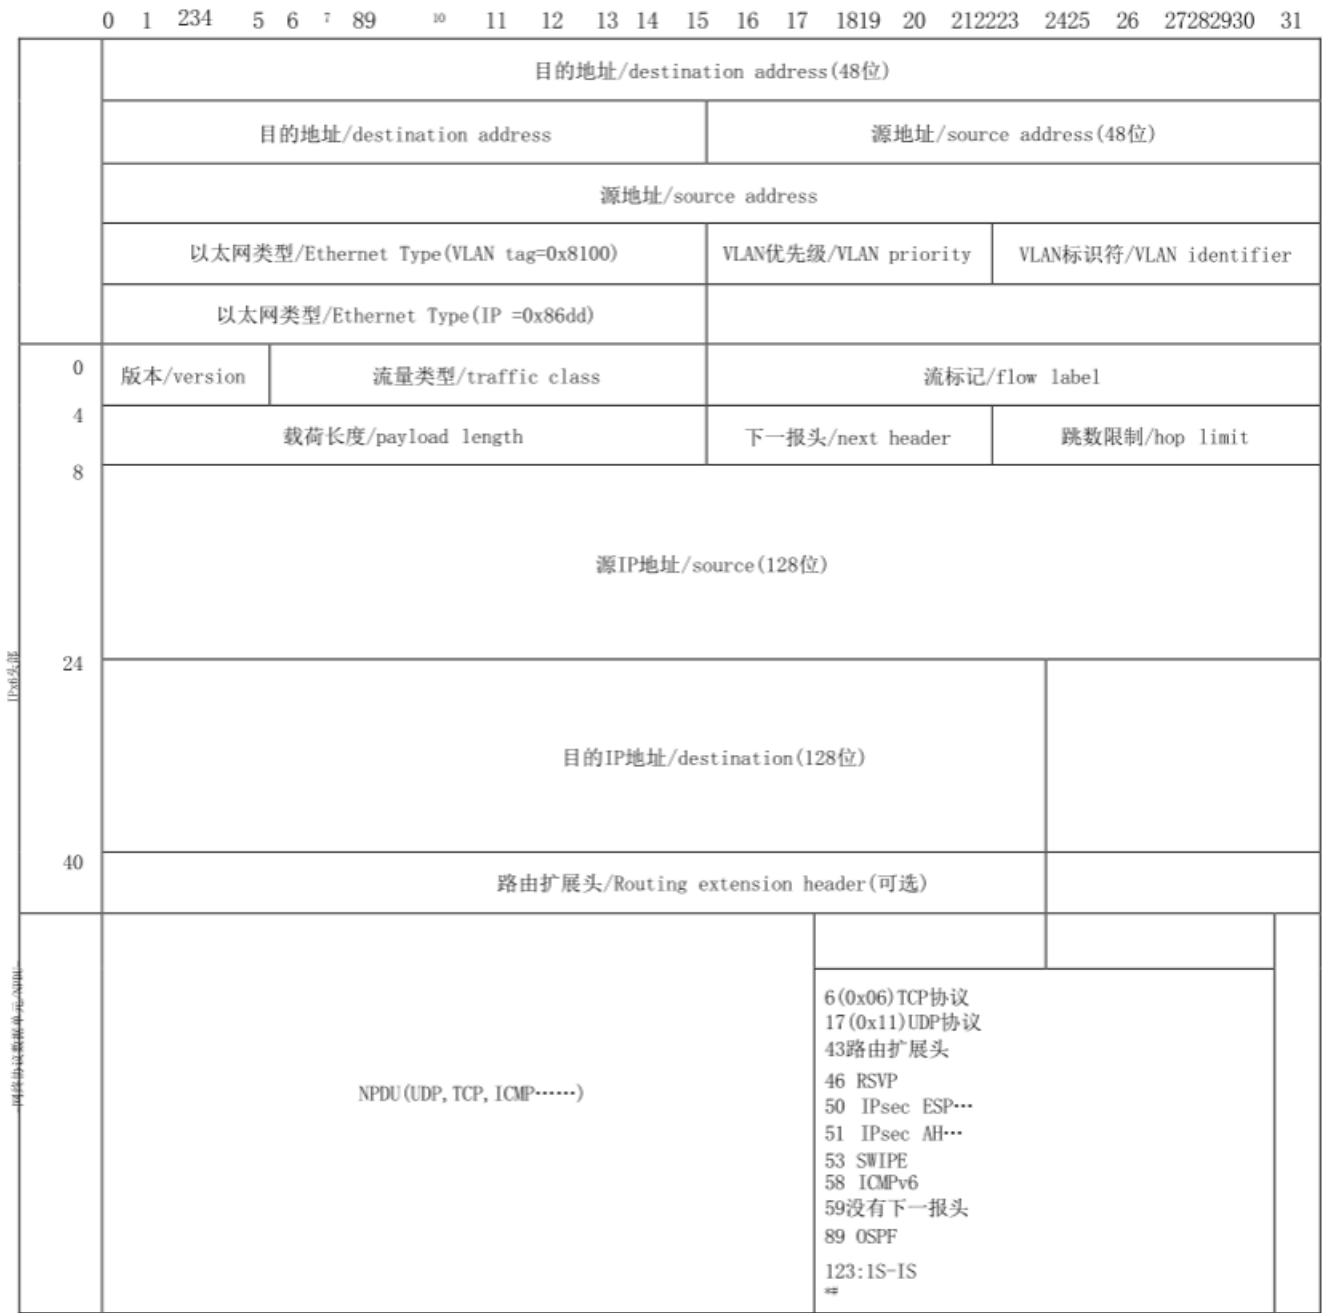 0 1 234 5 6 7 89 10 11 12 13 14 15 16 17 1819 20 212223 2425 26 27282930 31
目的地址/destination address(48位)
目的地址/destination address 源地址/source address(48位)
源地址/source address
以太网类型/Ethernet Type(VLAN tag=0x8100) VLAN优先级/VLAN priority VLAN标识符/VLAN identifier
以太网类型/Ethernet Type(IP =0x86dd)
0 版本/version 流量类型/traffic class 流标记/flow label
4 载荷长度/payload length 下一报头/next header 跳数限制/hop limit
8
源IP地址/source(128位)
IPx6头部
24
目的IP地址/destination(128位)
40
路由扩展头/Routing extension header(可选)
NPDU(UDP,TCP,ICMP……)
6(0x06)TCP协议
17(0x11)UDP协议
43路由扩展头
46 RSVP
50 IPsec ESP…
51 IPsec AH…
53 SWIPE
58 ICMPv6
59没有下一报头
89 OSPF
123:1S-IS